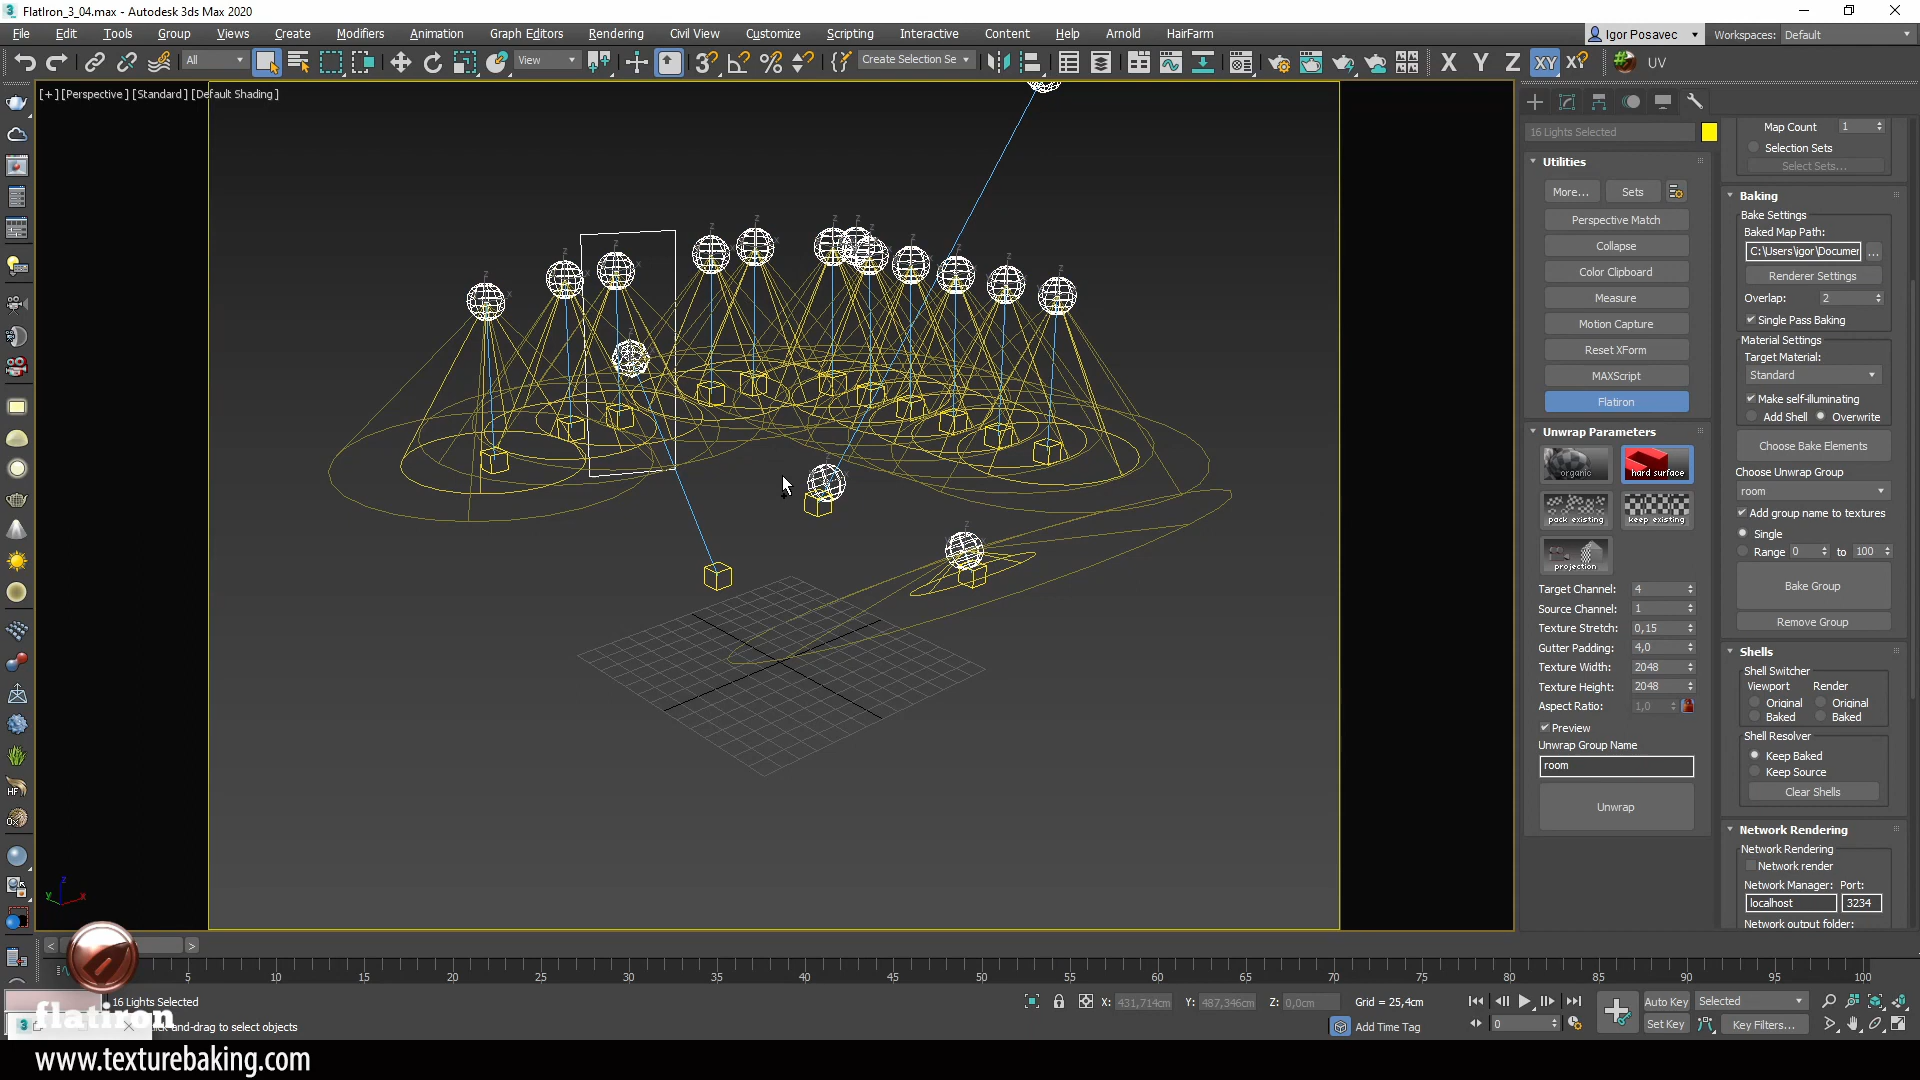 FlatIron_3_04.max - Autodesk 3ds Max 2020
File Edit Tools Group Views Create Modifiers Animation Graph Editors Rendering Civil View Customize Scripting Interactive Content Help Arnold HairFarm
Igor Posavec Workspaces: Default
All View Create Selection Se X Y Z XY XY UV
[+] [Perspective] [Standard] [Default Shading]
16 Lights Selected
Utilities
More... Sets
Perspective Match
Collapse
Color Clipboard
Measure
Motion Capture
Reset XForm
MAXScript
Flatiron
Unwrap Parameters
organic hard surface
pack existing keep existing
projection
Target Channel: 4
Source Channel: 1
Texture Stretch: 0,15
Gutter Padding: 4,0
Texture Width: 2048
Texture Height: 2048
Aspect Ratio: 1,0
Preview
Unwrap Group Name
room
Unwrap
Map Count 1
Selection Sets
Select Sets...
Baking
Bake Settings
Baked Map Path:
C:\Users\igor\Documer ...
Renderer Settings
Overlap: 2
Single Pass Baking
Material Settings
Target Material:
Standard
Make self-illuminating
Add Shell Overwrite
Choose Bake Elements
Choose Unwrap Group
room
Add group name to textures
Single
Range 0 to 100
Bake Group
Remove Group
Shells
Shell Switcher
Viewport Render
Original Original
Baked Baked
Shell Resolver
Keep Baked
Keep Source
Clear Shells
Network Rendering
Network Rendering
Network render
Network Manager: Port:
localhost 3234
Network output folder:
5 10 15 20 25 30 35 40 45 50 55 60 65 70 75 80 85 90 95 100
16 Lights Selected
X: 431,714cm Y: 487,346cm Z: 0,0cm Grid = 25,4cm
Auto Key Selected
and-drag to select objects
Add Time Tag
0
Set Key Key Filters...
flatiron
www.texturebaking.com